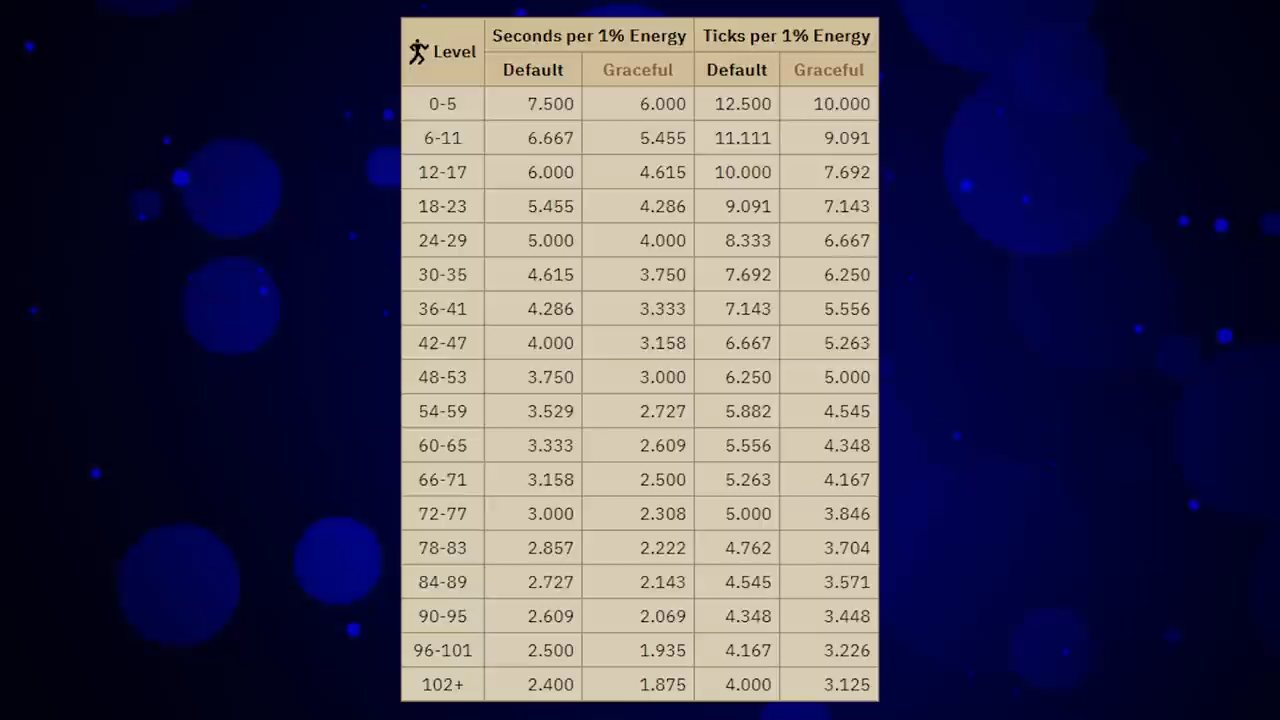 Level Seconds per 1% Energy Ticks per 1% Energy
Default Graceful Default Graceful
0-5 7.500 6.000 12.500 10.000
6-11 6.667 5.455 11.111 9.091
12-17 6.000 4.615 10.000 7.692
18-23 5.455 4.286 9.091 7.143
24-29 5.000 4.000 8.333 6.667
30-35 4.615 3.750 7.692 6.250
36-41 4.286 3.333 7.143 5.556
42-47 4.000 3.158 6.667 5.263
48-53 3.750 3.000 6.250 5.000
54-59 3.529 2.727 5.882 4.545
60-65 3.333 2.609 5.556 4.348
66-71 3.158 2.500 5.263 4.167
72-77 3.000 2.308 5.000 3.846
78-83 2.857 2.222 4.762 3.704
84-89 2.727 2.143 4.545 3.571
90-95 2.609 2.069 4.348 3.448
96-101 2.500 1.935 4.167 3.226
102+ 2.400 1.875 4.000 3.125